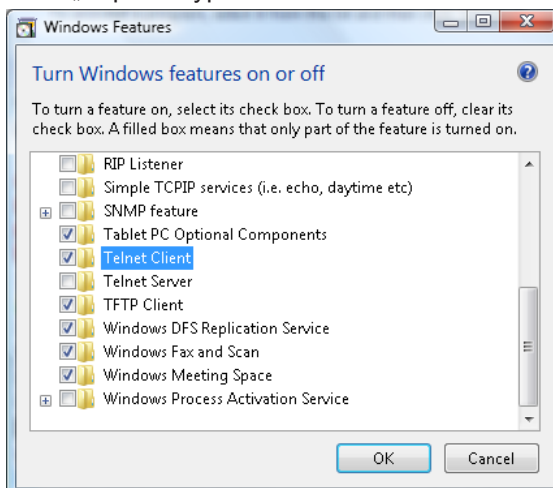 Windows Features
Turn Windows features on or off
To turn a feature on, select its check box. To turn a feature off, clear its
check box. A filled box means that only part of the feature is turned on.
RIP Listener
Simple TCPIP services (i.e. echo, daytime etc)
SNMP feature
Tablet PC Optional Components
Telnet Client
Telnet Server
TFTP Client
Windows DFS Replication Service
Windows Fax and Scan
Windows Meeting Space
Windows Process Activation Service
OK Cancel